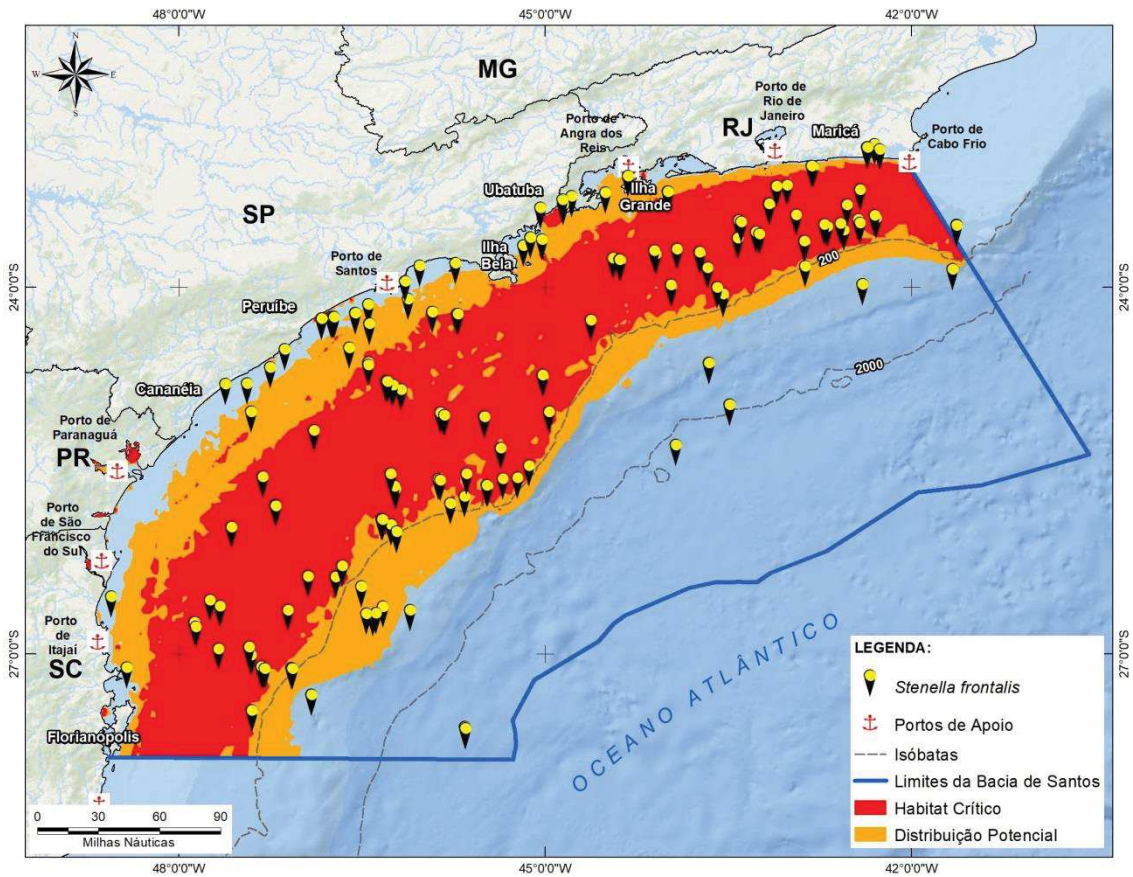 48°0'0"W
45°0'0"W
42°0'0"W
N
W
E
S
MG
Porto de
Rio de
Janeiro
Porto de
Angra dos
Reis
RJ
Maricá
Porto de
Cabo Frio
Ubatuba
Ilha
Grande
SP
Ilha
Bela
Porto de
Santos
200
24°0'0"S
24°0'0"S
Peruíbe
2000
Cananéia
Porto de
Paranaguá
PR
Porto
de São
Francisco
do Sul
Porto
de
Itajaí
27°0'0"S
27°0'0"S
SC
OCEANO ATLÂNTICO
Florianópolis
LEGENDA:
Stenella frontalis
Portos de Apoio
Isóbatas
Limites da Bacia de Santos
Habitat Crítico
Distribuição Potencial
0
30
60
90
Milhas Náuticas
48°0'0"W
45°0'0"W
42°0'0"W